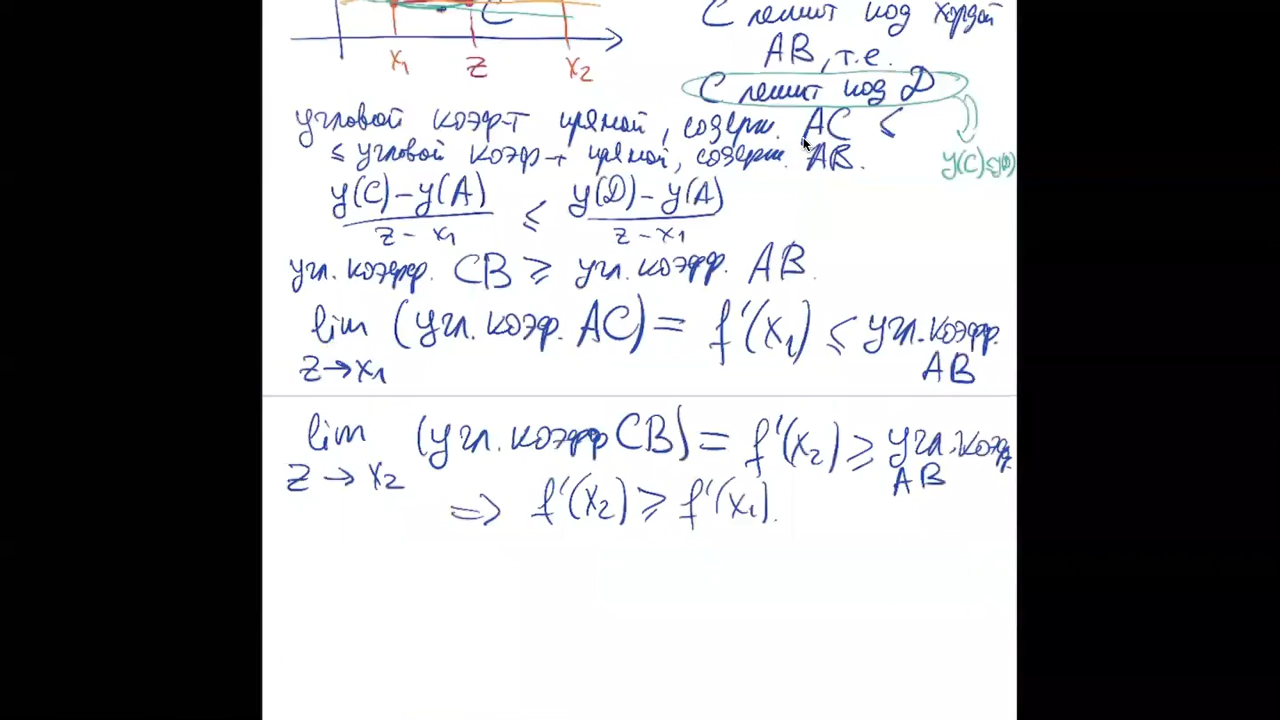 C
x₁ z x₂
C лежит под хордой
AB, т.е.
C лежит под D
y(C)≤y(D)
угловой коэф-т прямой, содерж. AC ≤
≤ угловой коэф-т прямой, содерж. AB.
y(C)-y(A) / z-x₁ ≤ y(D)-y(A) / z-x₁
угл. коэфф. CB ≥ угл. коэфф. AB.
lim (угл. коэф. AC) = f'(x₁) ≤ угл. коэфф.
z→x₁ AB
lim (угл. коэфф CB) = f'(x₂) ≥ угл. коэфф.
z→x₂ AB
⇒ f'(x₂) ≥ f'(x₁).